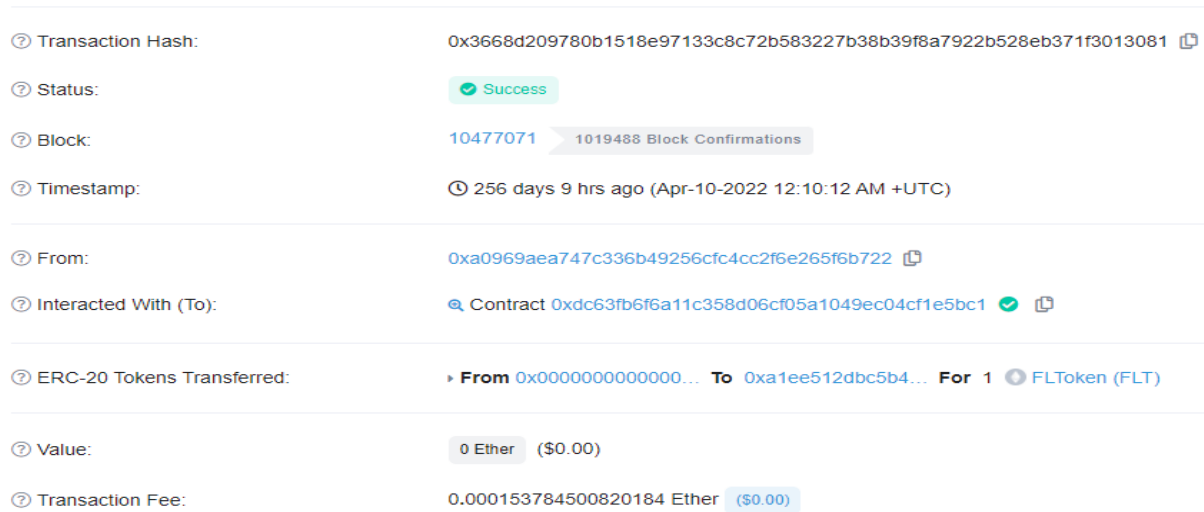 Transaction Hash: 0x3668d209780b1518e97133c8c72b583227b38b39f8a7922b528eb371f3013081
Status: Success
Block: 10477071 1019488 Block Confirmations
Timestamp: 256 days 9 hrs ago (Apr-10-2022 12:10:12 AM +UTC)
From: 0xa0969aea747c336b49256cfc4cc2f6e265f6b722
Interacted With (To): Contract 0xdc63fb6f6a11c358d06cf05a1049ec04cf1e5bc1
ERC-20 Tokens Transferred: From 0x0000000000000... To 0xa1ee512dbc5b4... For 1 FLToken (FLT)
Value: 0 Ether ($0.00)
Transaction Fee: 0.000153784500820184 Ether ($0.00)